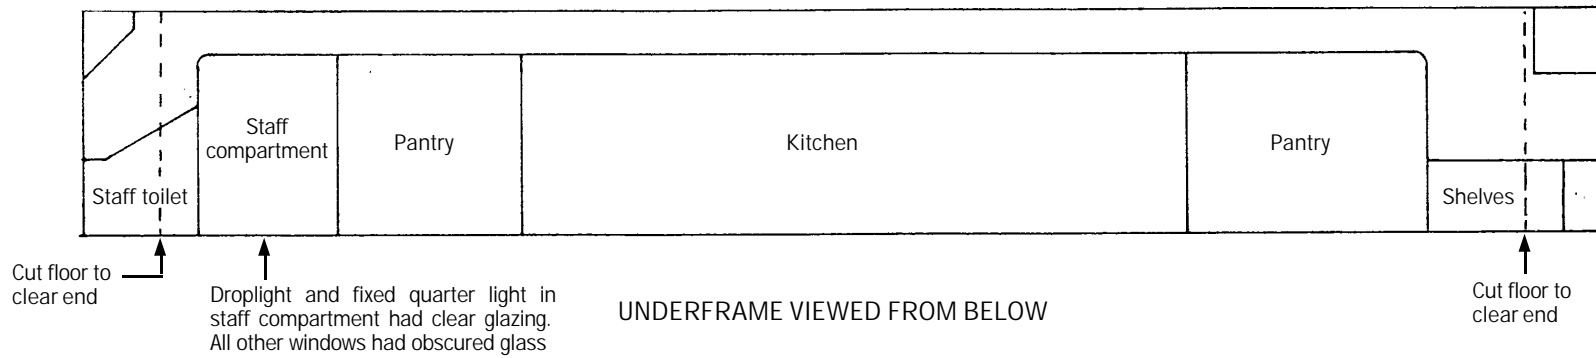 Staff
compartment
Pantry
Kitchen
Pantry
Staff toilet
Shelves
Cut floor to
clear end
Droplight and fixed quarter light in
staff compartment had clear glazing.
All other windows had obscured glass
UNDERFRAME VIEWED FROM BELOW
Cut floor to
clear end